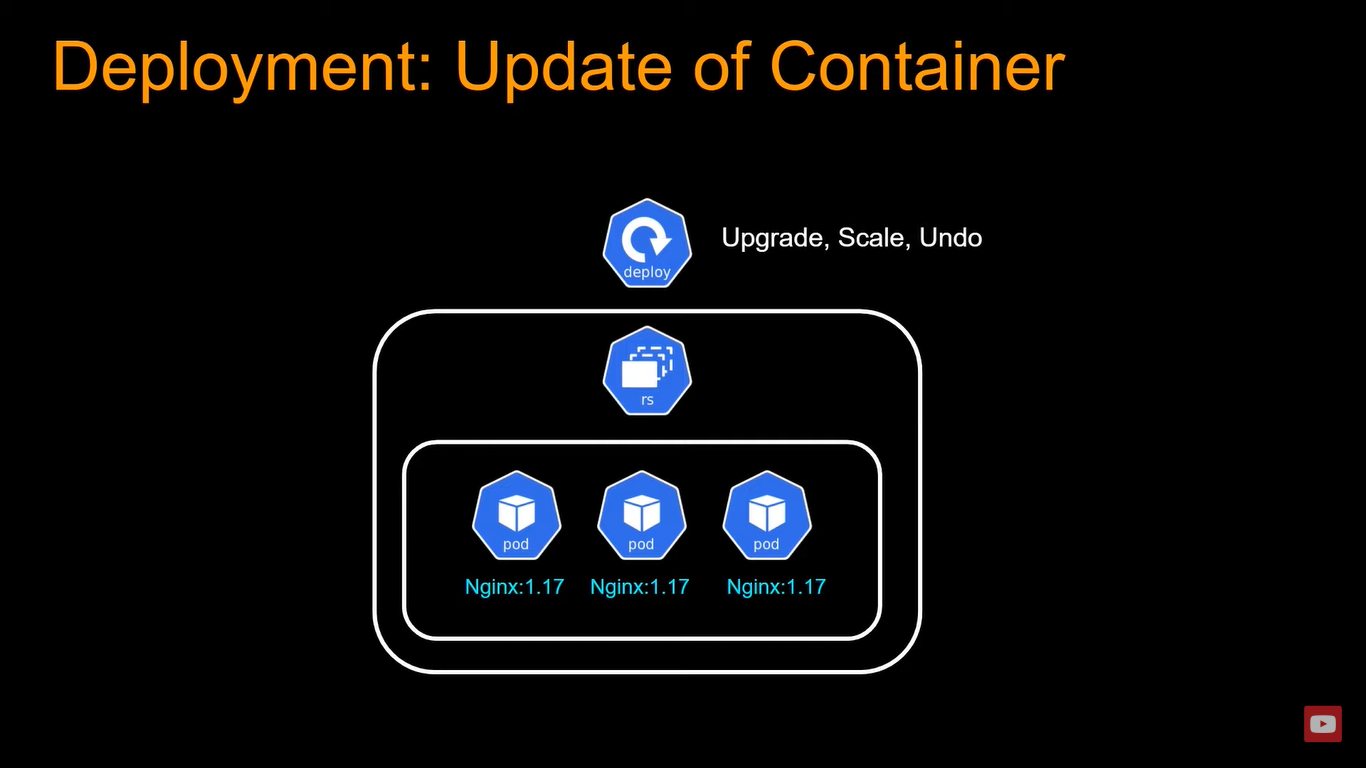 Deployment: Update of Container
deploy
Upgrade, Scale, Undo
rs
pod
pod
pod
Nginx:1.17
Nginx:1.17
Nginx:1.17